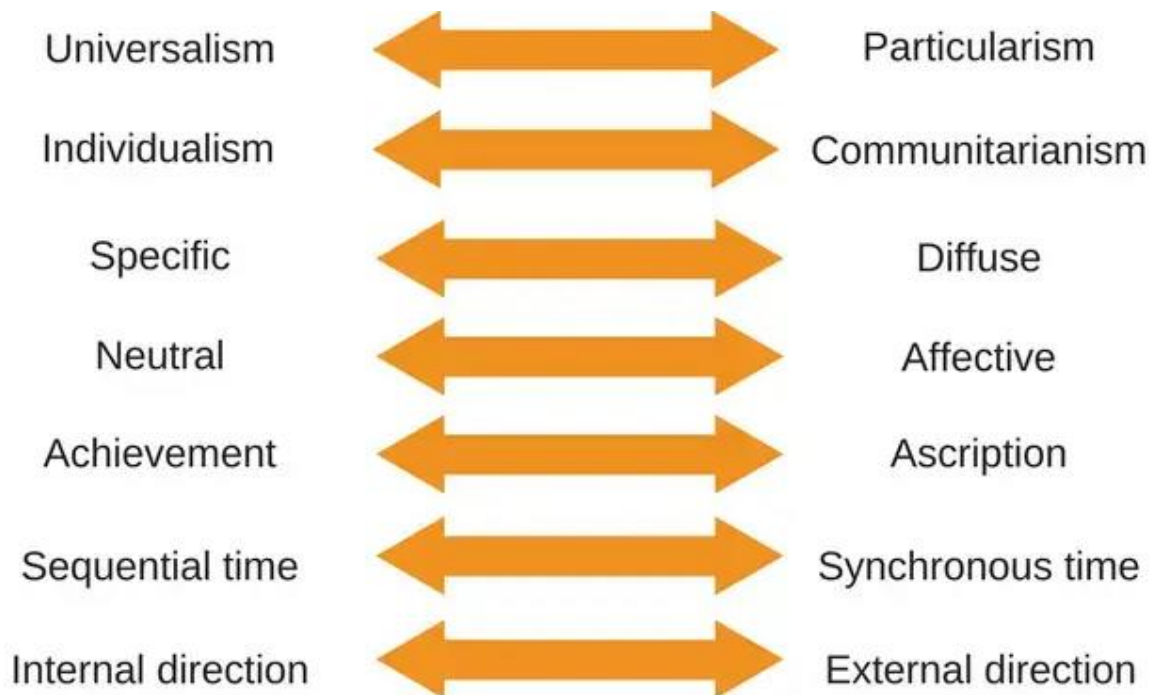 Universalism Particularism
Individualism Communitarianism
Specific Diffuse
Neutral Affective
Achievement Ascription
Sequential time Synchronous time
Internal direction External direction